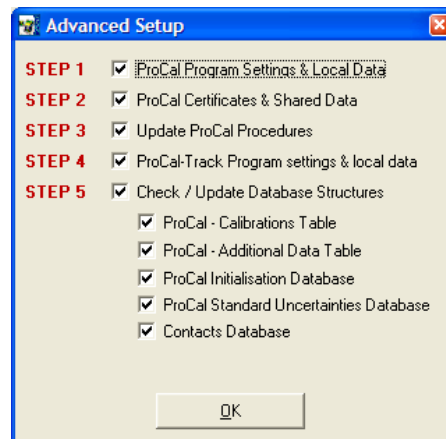 Advanced Setup
STEP 1 ProCal Program Settings & Local Data
STEP 2 ProCal Certificates & Shared Data
STEP 3 Update ProCal Procedures
STEP 4 ProCal-Track Program settings & local data
STEP 5 Check / Update Database Structures
ProCal - Calibrations Table
ProCal - Additional Data Table
ProCal Initialisation Database
ProCal Standard Uncertainties Database
Contacts Database
OK